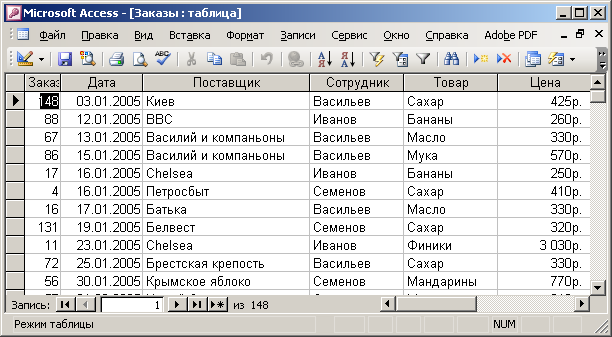 Microsoft Access - [Заказы : таблица]
Файл Правка Вид Вставка Формат Записи Сервис Окно Справка Adobe PDF
Заказ Дата Поставщик Сотрудник Товар Цена
148 03.01.2005 Киев Васильев Сахар 425р.
88 12.01.2005 BBC Иванов Бананы 260р.
67 13.01.2005 Василий и компаньоны Васильев Масло 330р.
86 15.01.2005 Василий и компаньоны Васильев Мука 570р.
17 16.01.2005 Chelsea Иванов Бананы 250р.
4 16.01.2005 Петросбыт Семенов Сахар 410р.
16 17.01.2005 Батька Васильев Масло 330р.
131 19.01.2005 Белвест Семенов Сахар 320р.
11 23.01.2005 Chelsea Иванов Финики 3 030р.
72 25.01.2005 Брестская крепость Васильев Сахар 330р.
56 30.01.2005 Крымское яблоко Семенов Мандарины 770р.
Запись: 1 из 148
Режим таблицы NUM